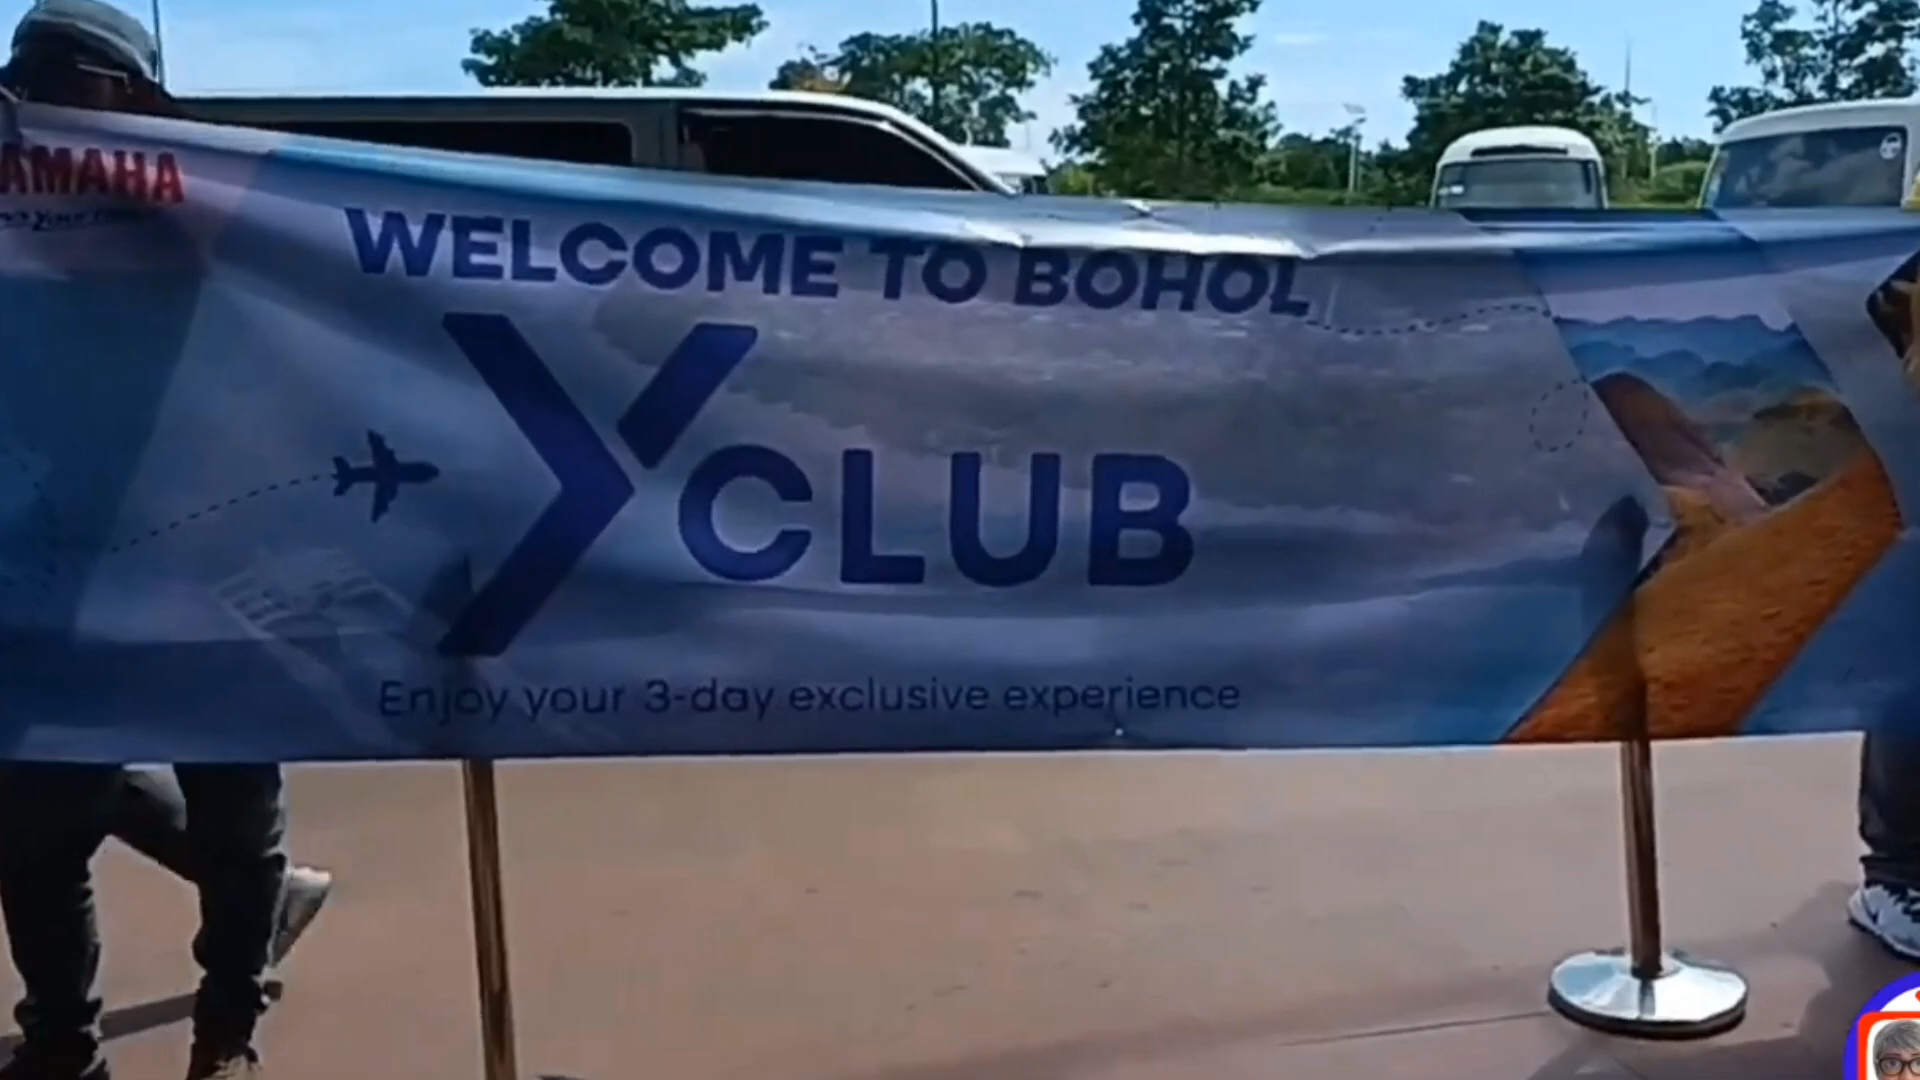 AMAHA
WELCOME TO BOHOL
Y CLUB
Enjoy your 3-day exclusive experience